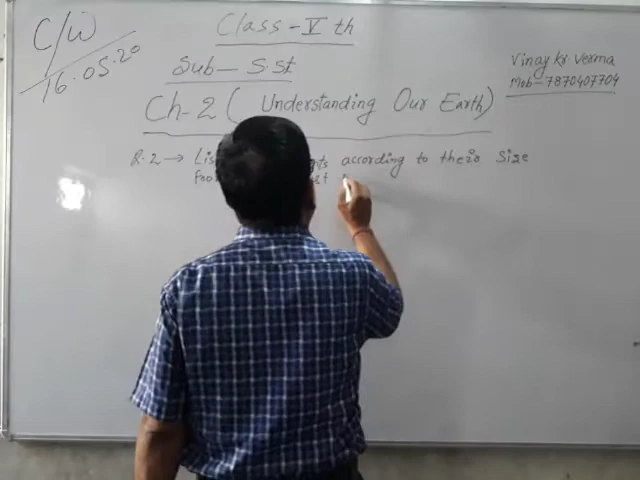 C/W
16.05.20
Class-V th
Sub- S.st
Ch-2 ( Understanding Our Earth)
Vinay Kr. Verma
Mob-7870407704
Q.2 → according to their Size